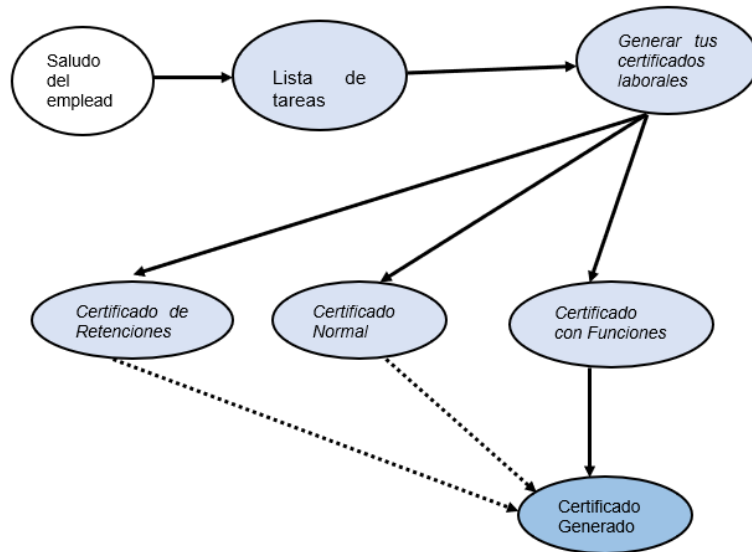 Saludo
del
emplead
Lista de
tareas
Generar tus
certificados
laborales
Certificado de
Retenciones
Certificado
Normal
Certificado
con Funciones
Certificado
Generado